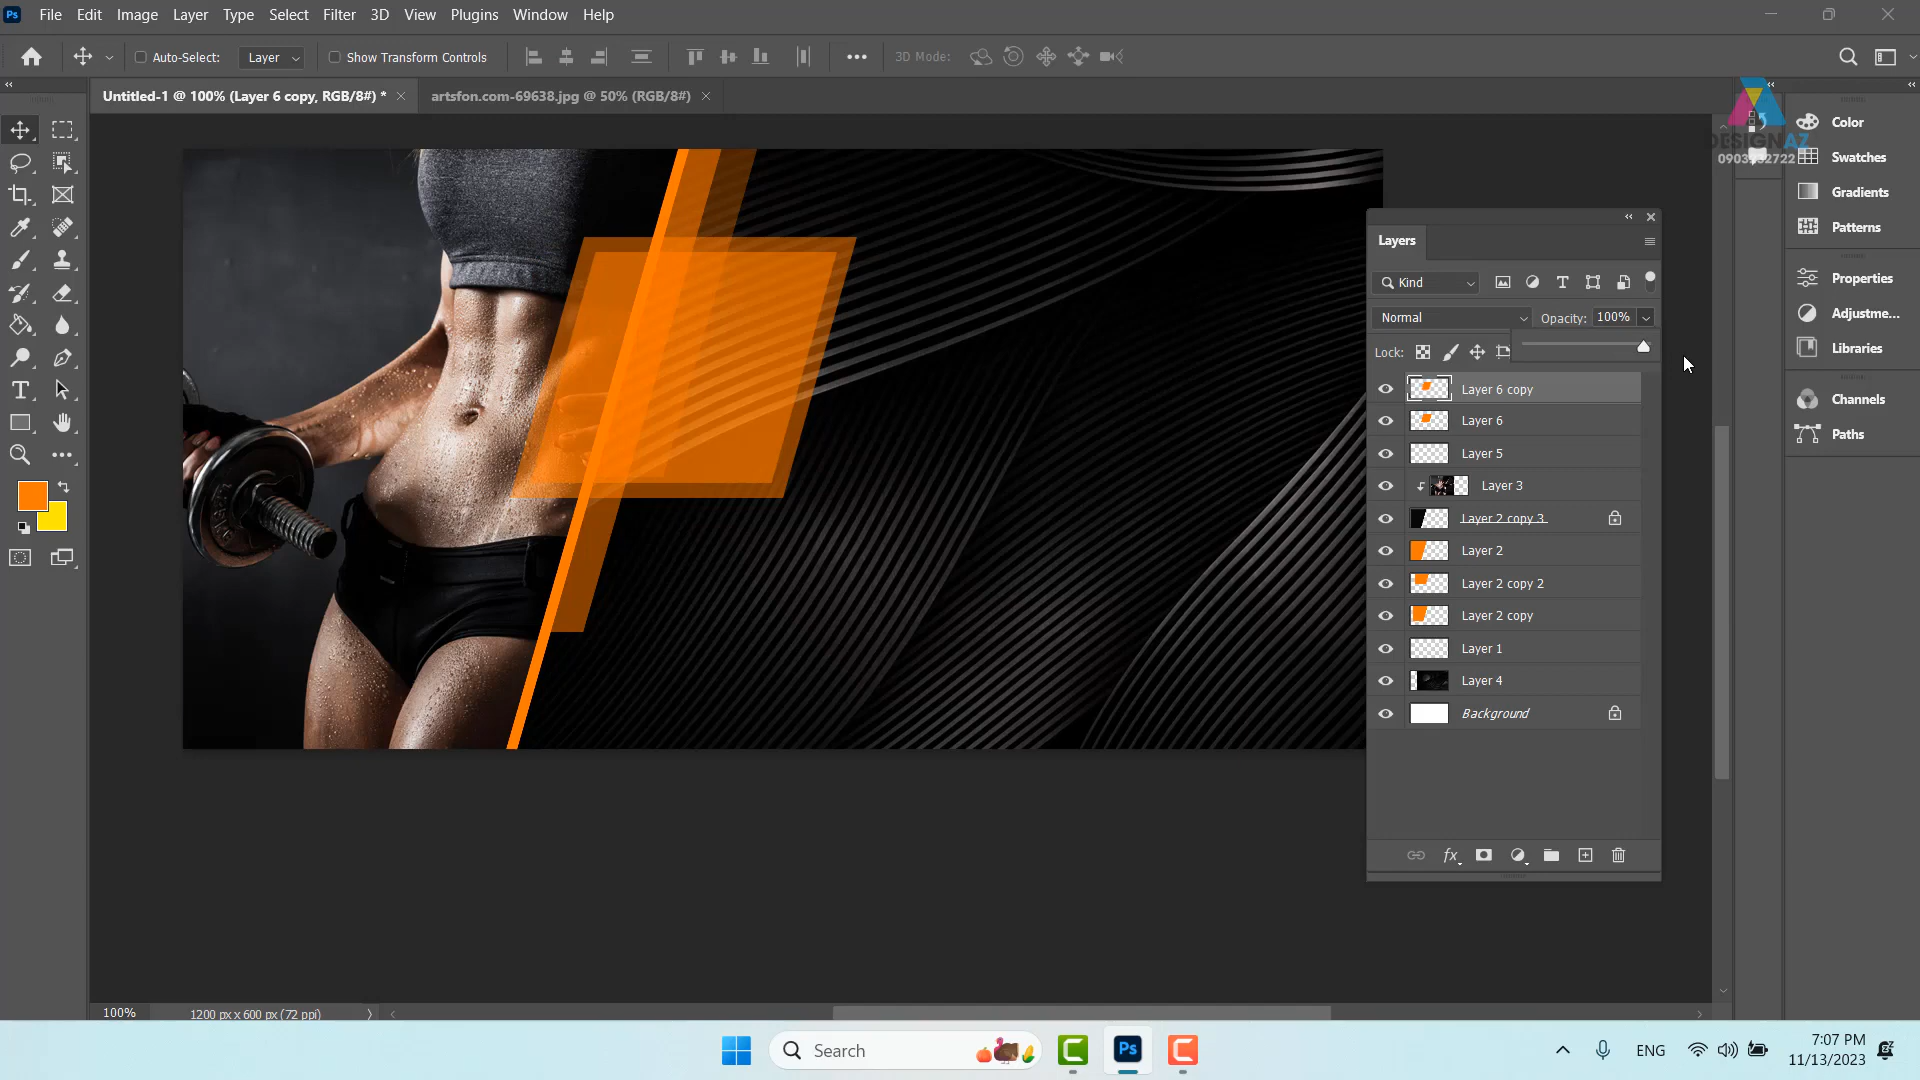 Ps File Edit Image Layer Type Select Filter 3D View Plugins Window Help
Auto-Select: Layer Show Transform Controls 3D Mode:
Untitled-1 @ 100% (Layer 6 copy, RGB/8#) *
artsfon.com-69638.jpg @ 50% (RGB/8#)
DESIGNAZ
Color
Swatches
Gradients
Patterns
Properties
Adjustme...
Libraries
Channels
Paths
Layers
Kind
Normal Opacity: 100%
Lock:
Layer 6 copy
Layer 6
Layer 5
Layer 3
Layer 2 copy 3
Layer 2
Layer 2 copy 2
Layer 2 copy
Layer 1
Layer 4
Background
fx
100% 1200 px x 600 px (72 ppi)
Search
Ps
ENG
7:07 PM
11/13/2023